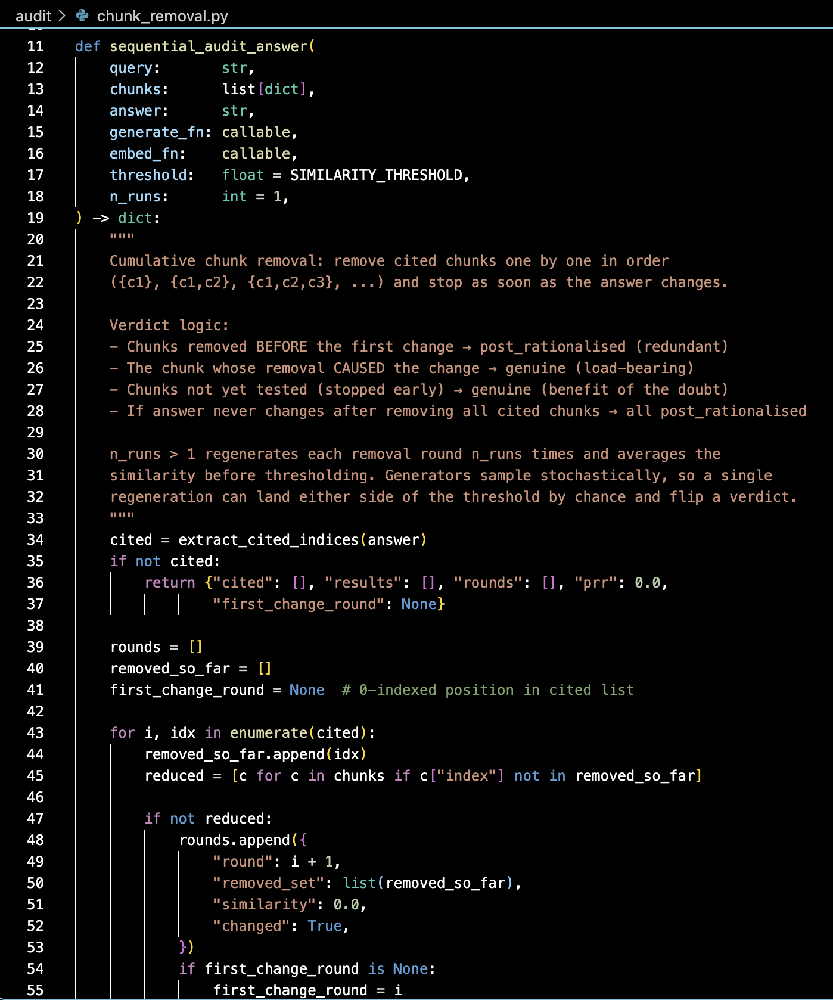 audit > chunk_removal.py
11 def sequential_audit_answer(
12     query:       str,
13     chunks:      list[dict],
14     answer:      str,
15     generate_fn: callable,
16     embed_fn:    callable,
17     threshold:   float = SIMILARITY_THRESHOLD,
18     n_runs:      int = 1,
19 ) -> dict:
20     """
21     Cumulative chunk removal: remove cited chunks one by one in order
22     ({c1}, {c1,c2}, {c1,c2,c3}, ...) and stop as soon as the answer changes.
23
24     Verdict logic:
25     - Chunks removed BEFORE the first change → post_rationalised (redundant)
26     - The chunk whose removal CAUSED the change → genuine (load-bearing)
27     - Chunks not yet tested (stopped early) → genuine (benefit of the doubt)
28     - If answer never changes after removing all cited chunks → all post_rationalised
29
30     n_runs > 1 regenerates each removal round n_runs times and averages the
31     similarity before thresholding. Generators sample stochastically, so a single
32     regeneration can land either side of the threshold by chance and flip a verdict.
33     """
34     cited = extract_cited_indices(answer)
35     if not cited:
36         return {"cited": [], "results": [], "rounds": [], "prr": 0.0,
37                 "first_change_round": None}
38
39     rounds = []
40     removed_so_far = []
41     first_change_round = None  # 0-indexed position in cited list
42
43     for i, idx in enumerate(cited):
44         removed_so_far.append(idx)
45         reduced = [c for c in chunks if c["index"] not in removed_so_far]
46
47         if not reduced:
48             rounds.append({
49                 "round": i + 1,
50                 "removed_set": list(removed_so_far),
51                 "similarity": 0.0,
52                 "changed": True,
53             })
54             if first_change_round is None:
55                 first_change_round = i